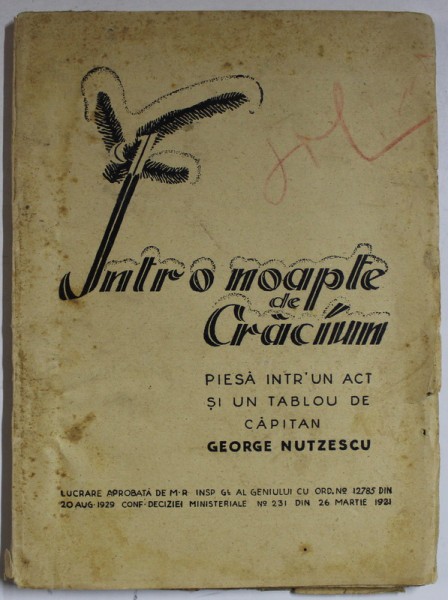 Intr o noapte
de
Crăciun
PIESĂ INTR'UN ACT
ȘI UN TABLOU DE
CĂPITAN
GEORGE NUTZESCU
LUCRARE APROBATĂ DE M·R· INSP GL AL GENIULUI CU ORD. Nº 12785 DIN
20 AUG·1929 CONF·DECIZIEI MINISTERIALE Nº 231 DIN 26 MARTIE 1931